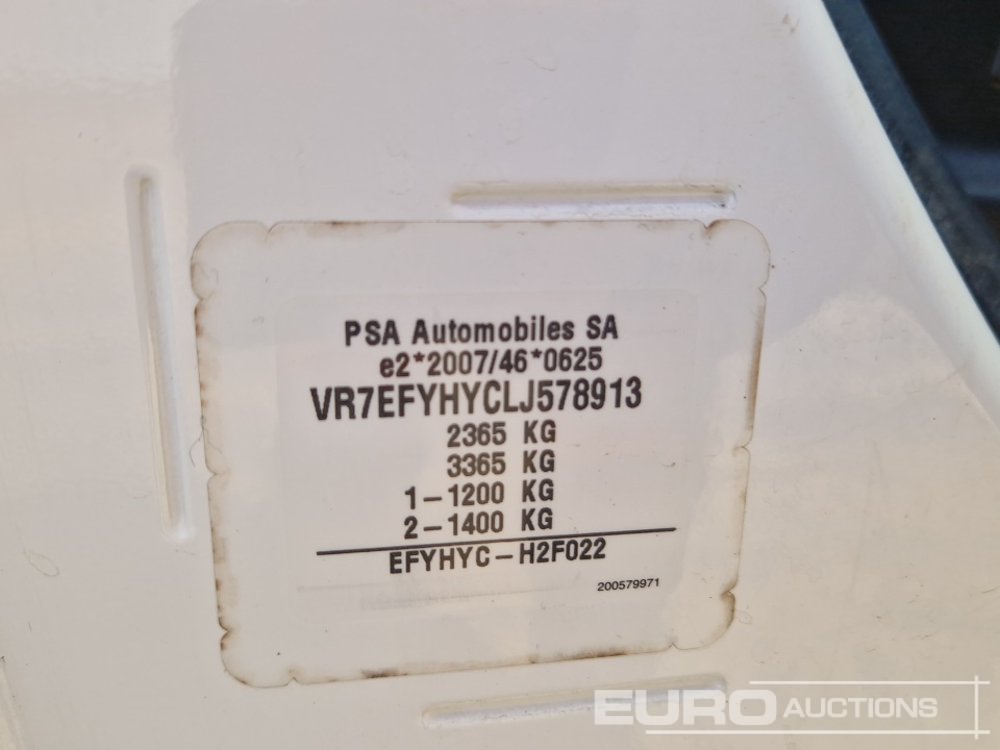 PSA Automobiles SA
e2*2007/46*0625
VR7EFYHYCLJ578913
2365 KG
3365 KG
1-1200 KG
2-1400 KG
EFYHYC-H2F022
200579971
EURO AUCTIONS